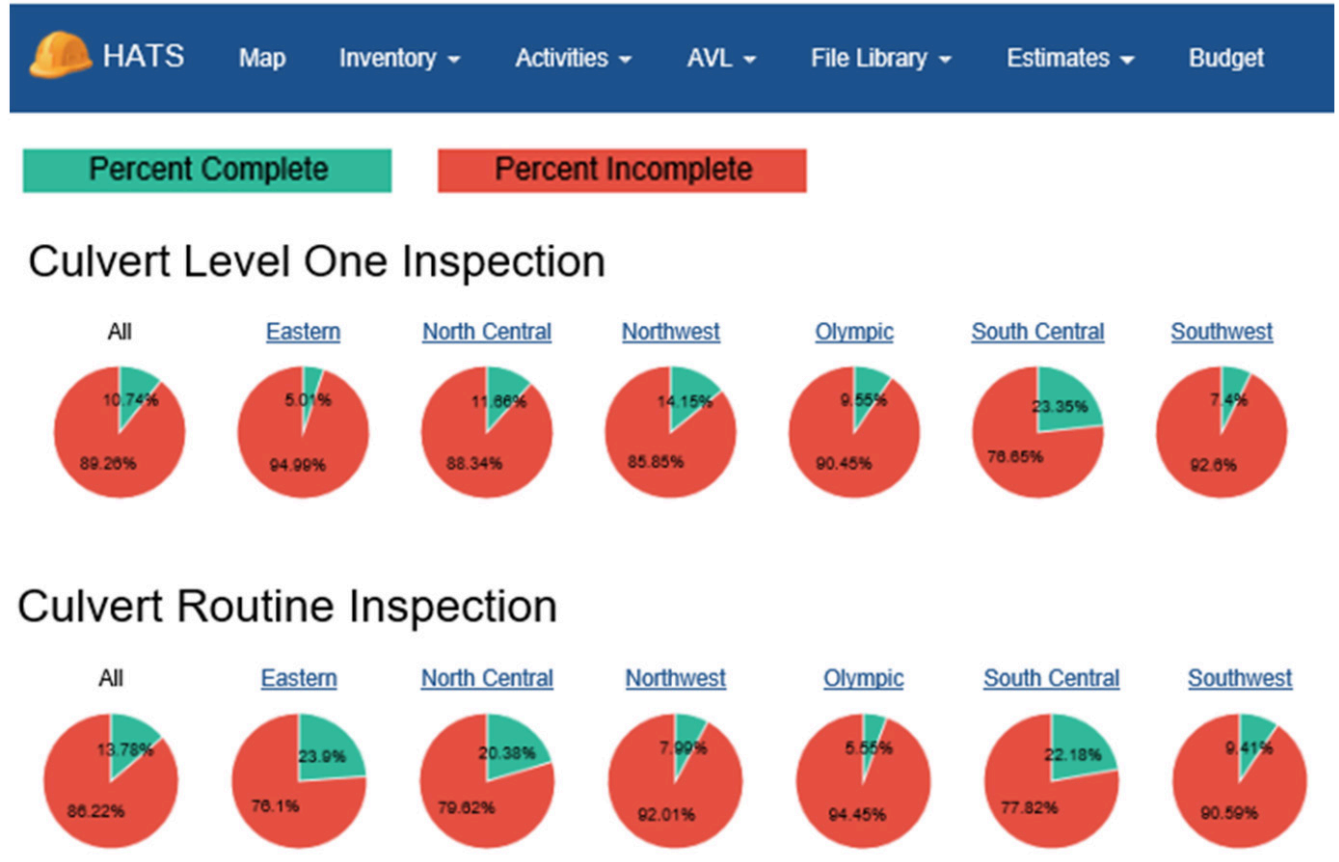 HATS Map Inventory Activities AVL File Library Estimates Budget
Percent Complete Percent Incomplete
Culvert Level One Inspection
All Eastern North Central Northwest Olympic South Central Southwest
10.74% 5.01% 11.66% 14.15% 9.55% 23.35% 7.4%
89.26% 94.99% 88.34% 85.85% 90.45% 76.65% 92.6%
Culvert Routine Inspection
All Eastern North Central Northwest Olympic South Central Southwest
13.78% 23.9% 20.38% 7.99% 5.55% 22.18% 9.41%
86.22% 76.1% 79.62% 92.01% 94.45% 77.82% 90.59%